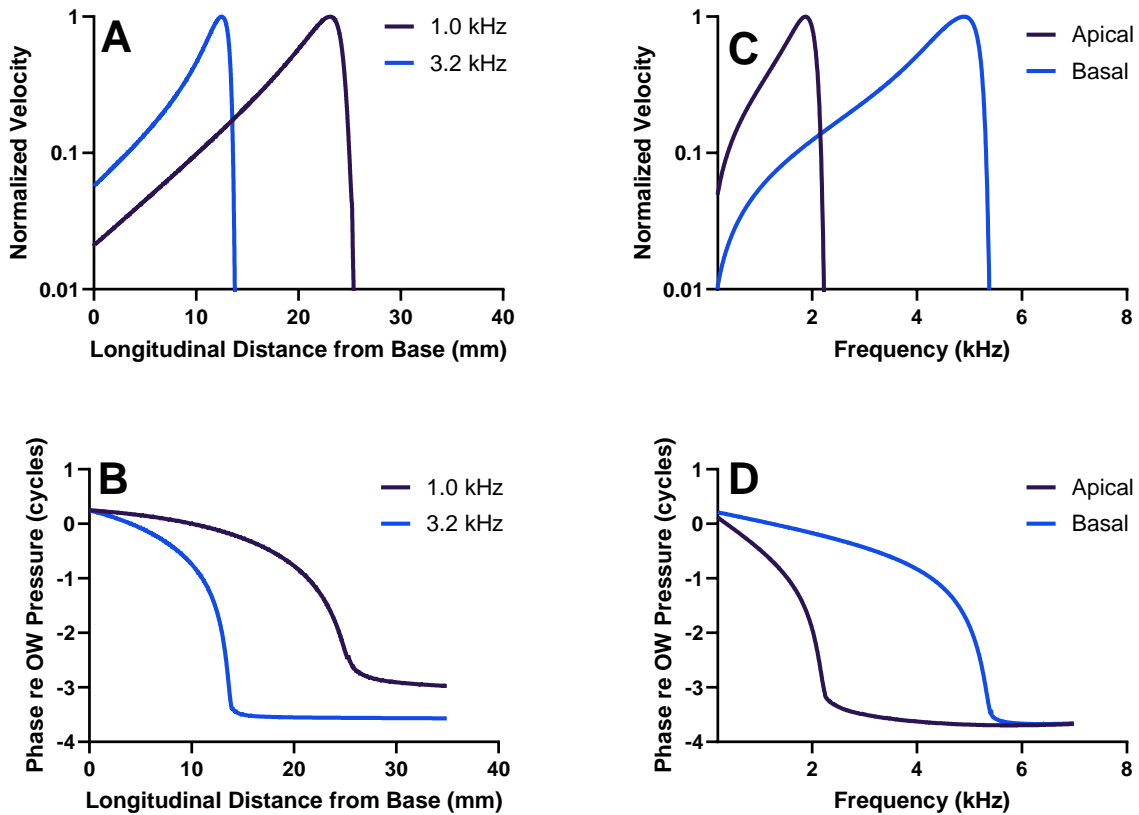 A
1.0 kHz
3.2 kHz
Normalized Velocity
1
0.1
0.01
0 10 20 30 40
Longitudinal Distance from Base (mm)
C
Apical
Basal
Normalized Velocity
1
0.1
0.01
2 4 6 8
Frequency (kHz)
B
1.0 kHz
3.2 kHz
Phase re OW Pressure (cycles)
1
0
-1
-2
-3
-4
0 10 20 30 40
Longitudinal Distance from Base (mm)
D
Apical
Basal
Phase re OW Pressure (cycles)
1
0
-1
-2
-3
-4
2 4 6 8
Frequency (kHz)